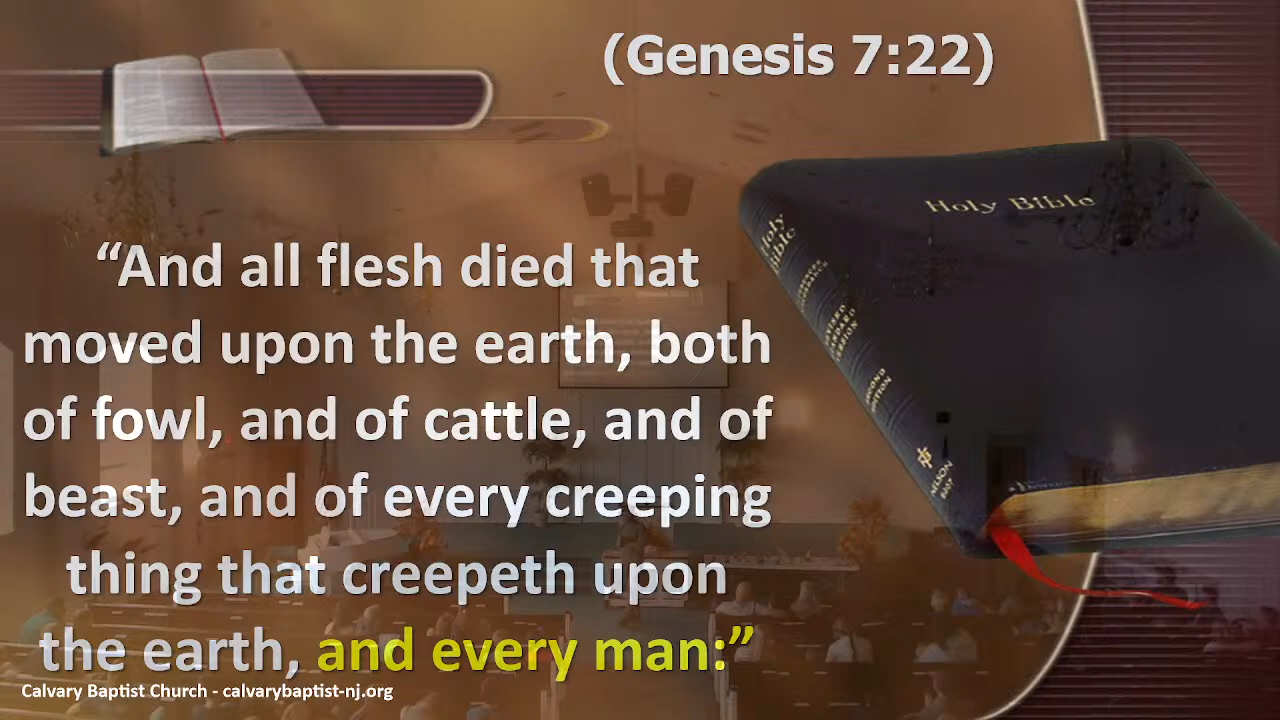 (Genesis 7:22)
“And all flesh died that
moved upon the earth, both
of fowl, and of cattle, and of
beast, and of every creeping
thing that creepeth upon
the earth, and every man:”
Calvary Baptist Church - calvarybaptist-nj.org
Holy Bible
Holy
Bible